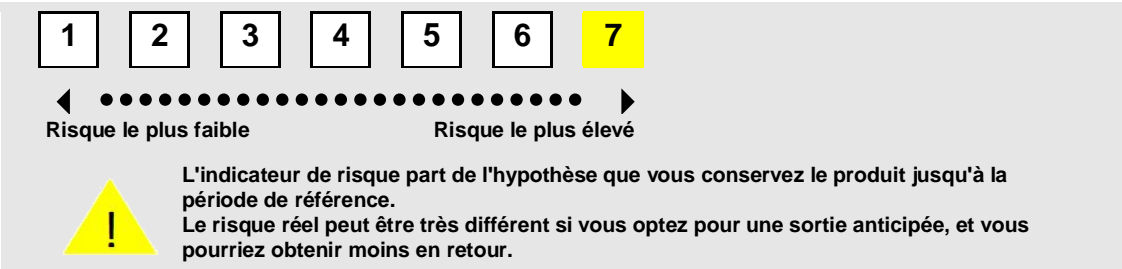 1 2 3 4 5 6 7
Risque le plus faible Risque le plus élevé
L'indicateur de risque part de l'hypothèse que vous conservez le produit jusqu'à la
période de référence.
Le risque réel peut être très différent si vous optez pour une sortie anticipée, et vous
pourriez obtenir moins en retour.
!